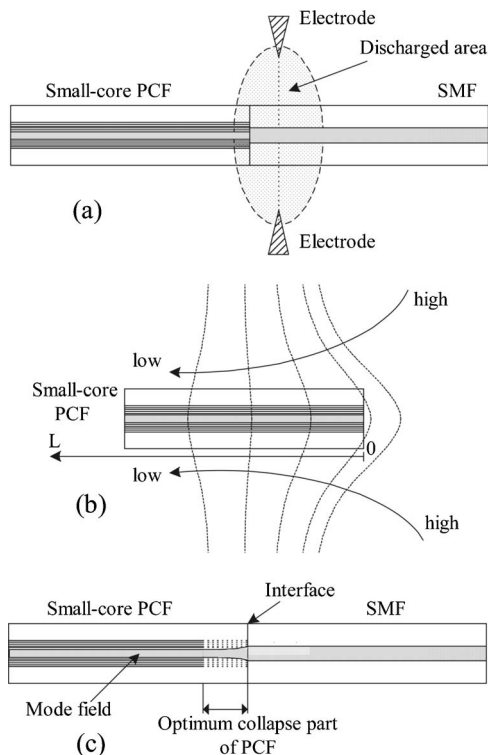 Electrode
Discharged area
Small-core PCF
SMF
(a)
Electrode
high
low
Small-core
PCF
L
0
low
(b)
high
Interface
Small-core PCF
SMF
Mode field
Optimum collapse part
of PCF
(c)